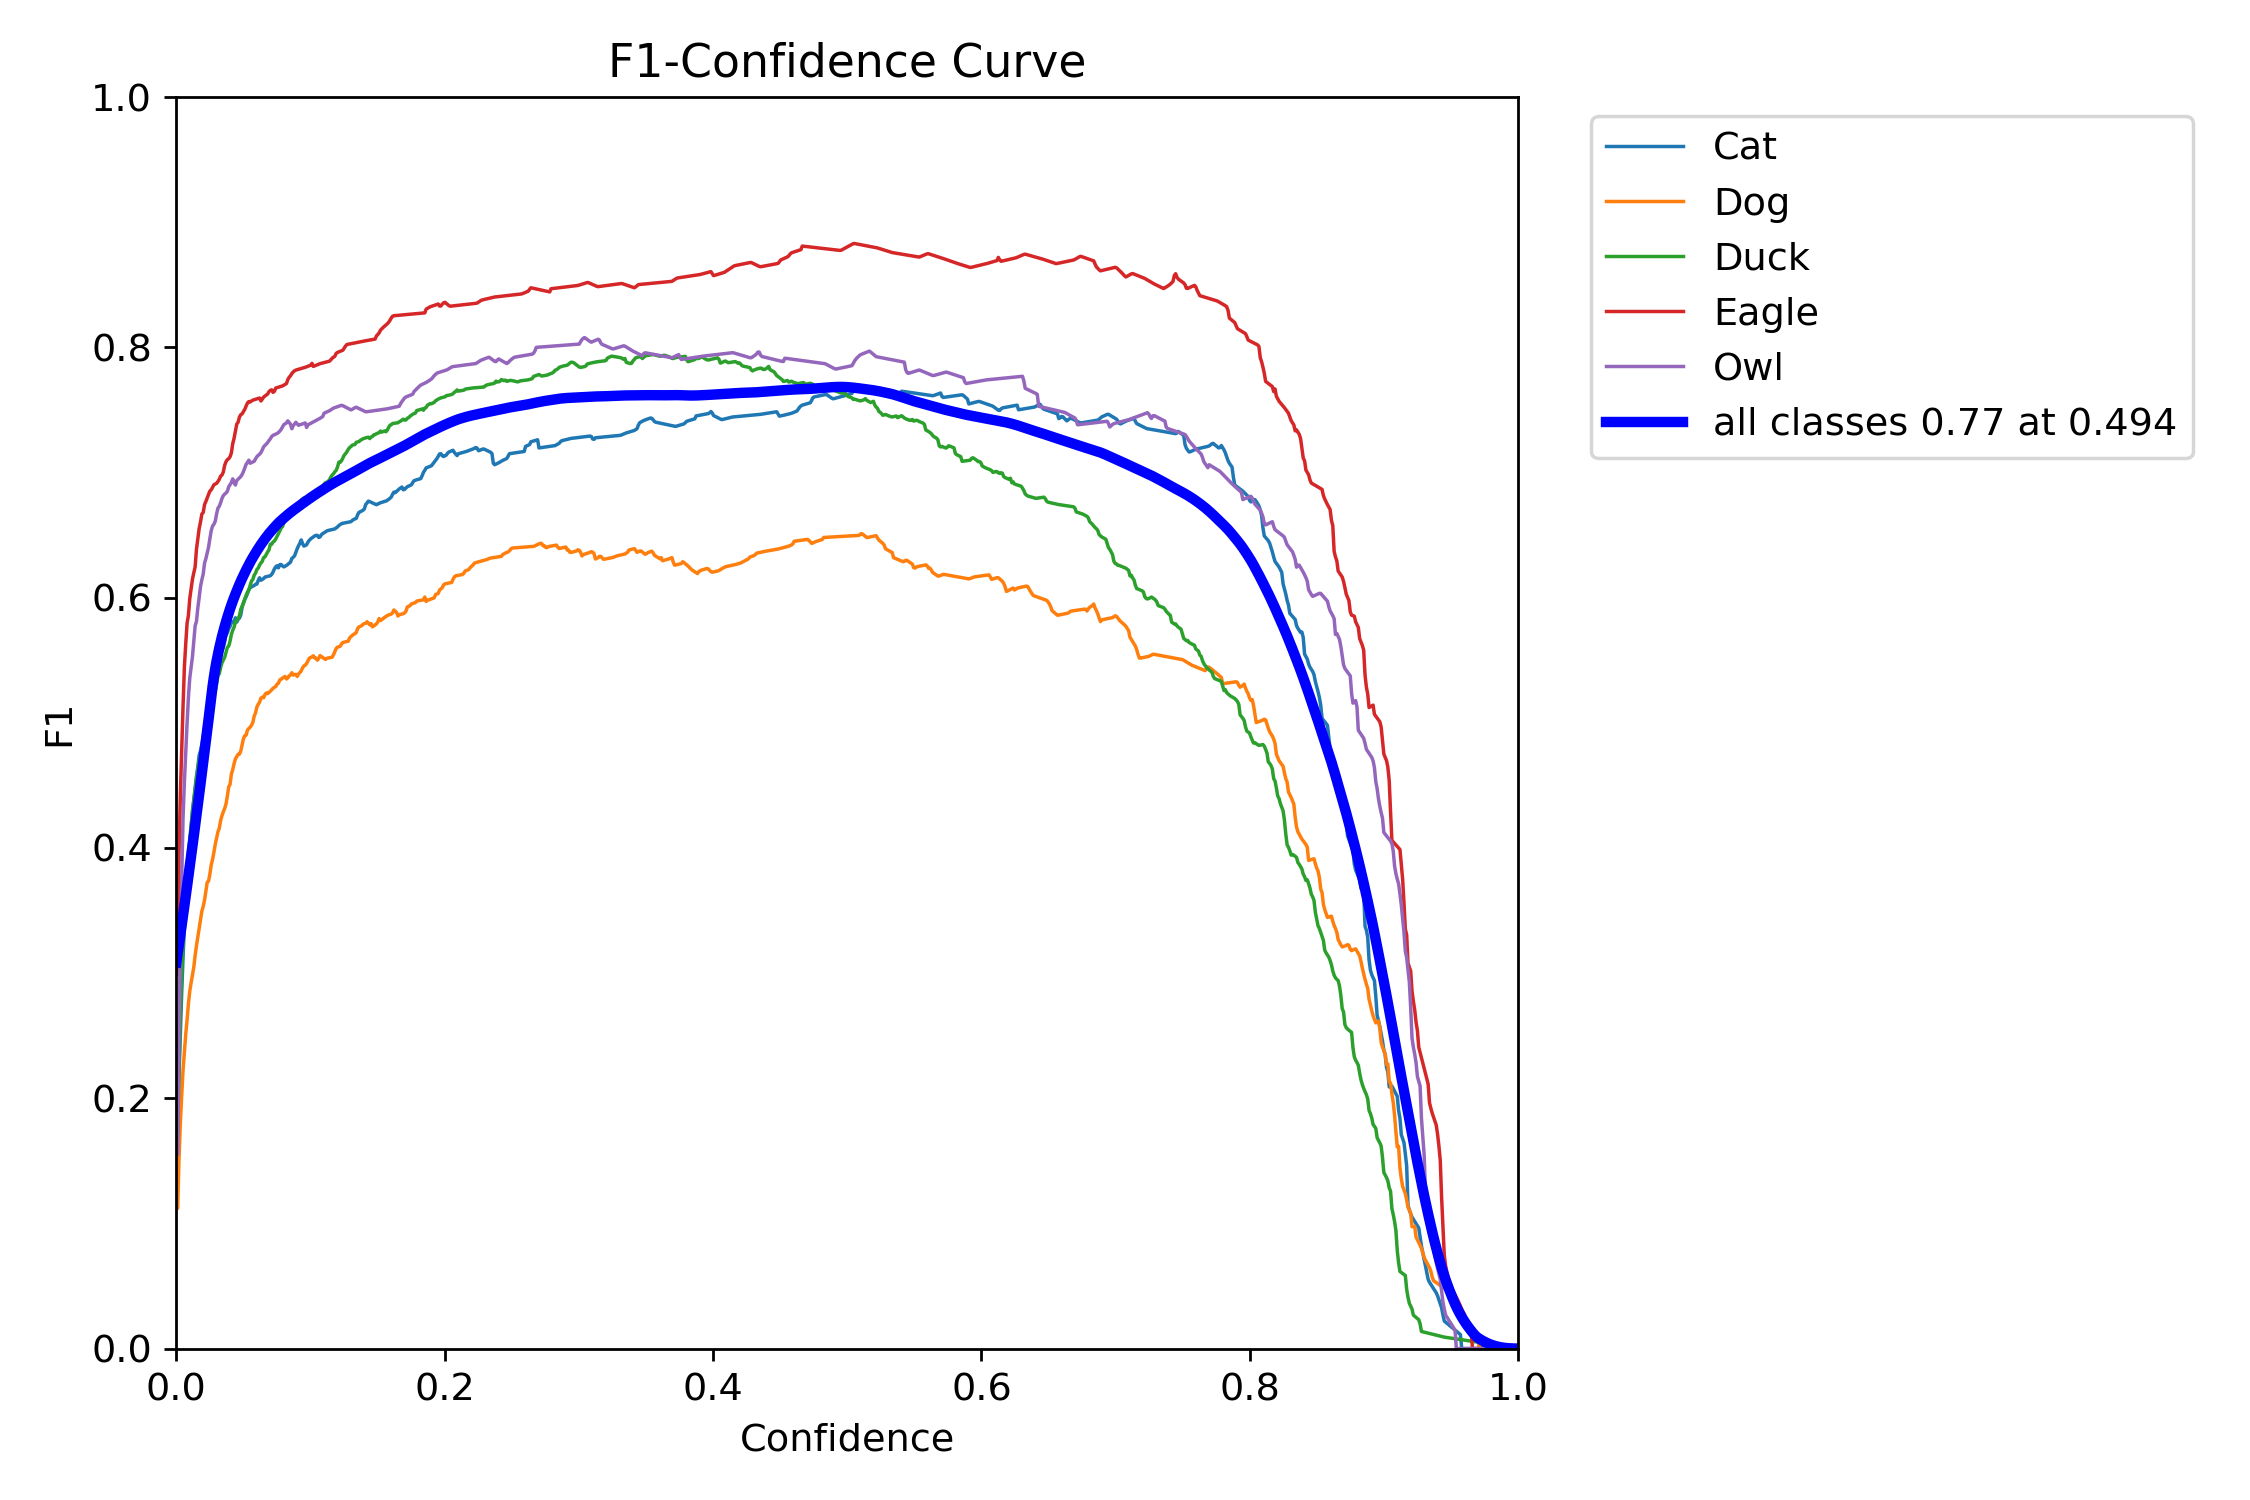 F1-Confidence Curve
1.0
0.8
0.6
0.4
0.2
0.0
F1
0.0 0.2 0.4 0.6 0.8 1.0
Confidence
Cat
Dog
Duck
Eagle
Owl
all classes 0.77 at 0.494